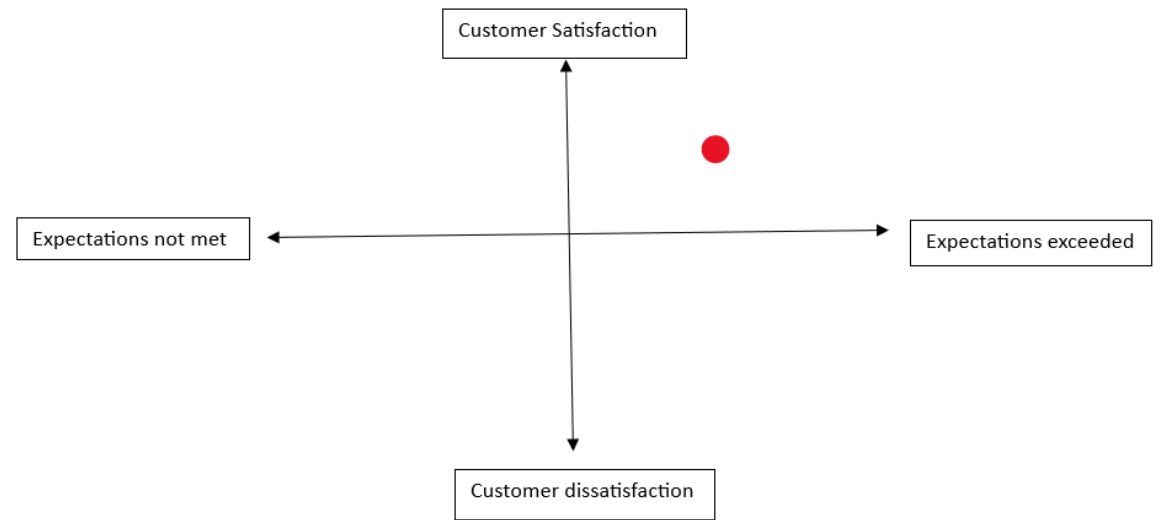 Customer Satisfaction
Expectations not met
Expectations exceeded
Customer dissatisfaction